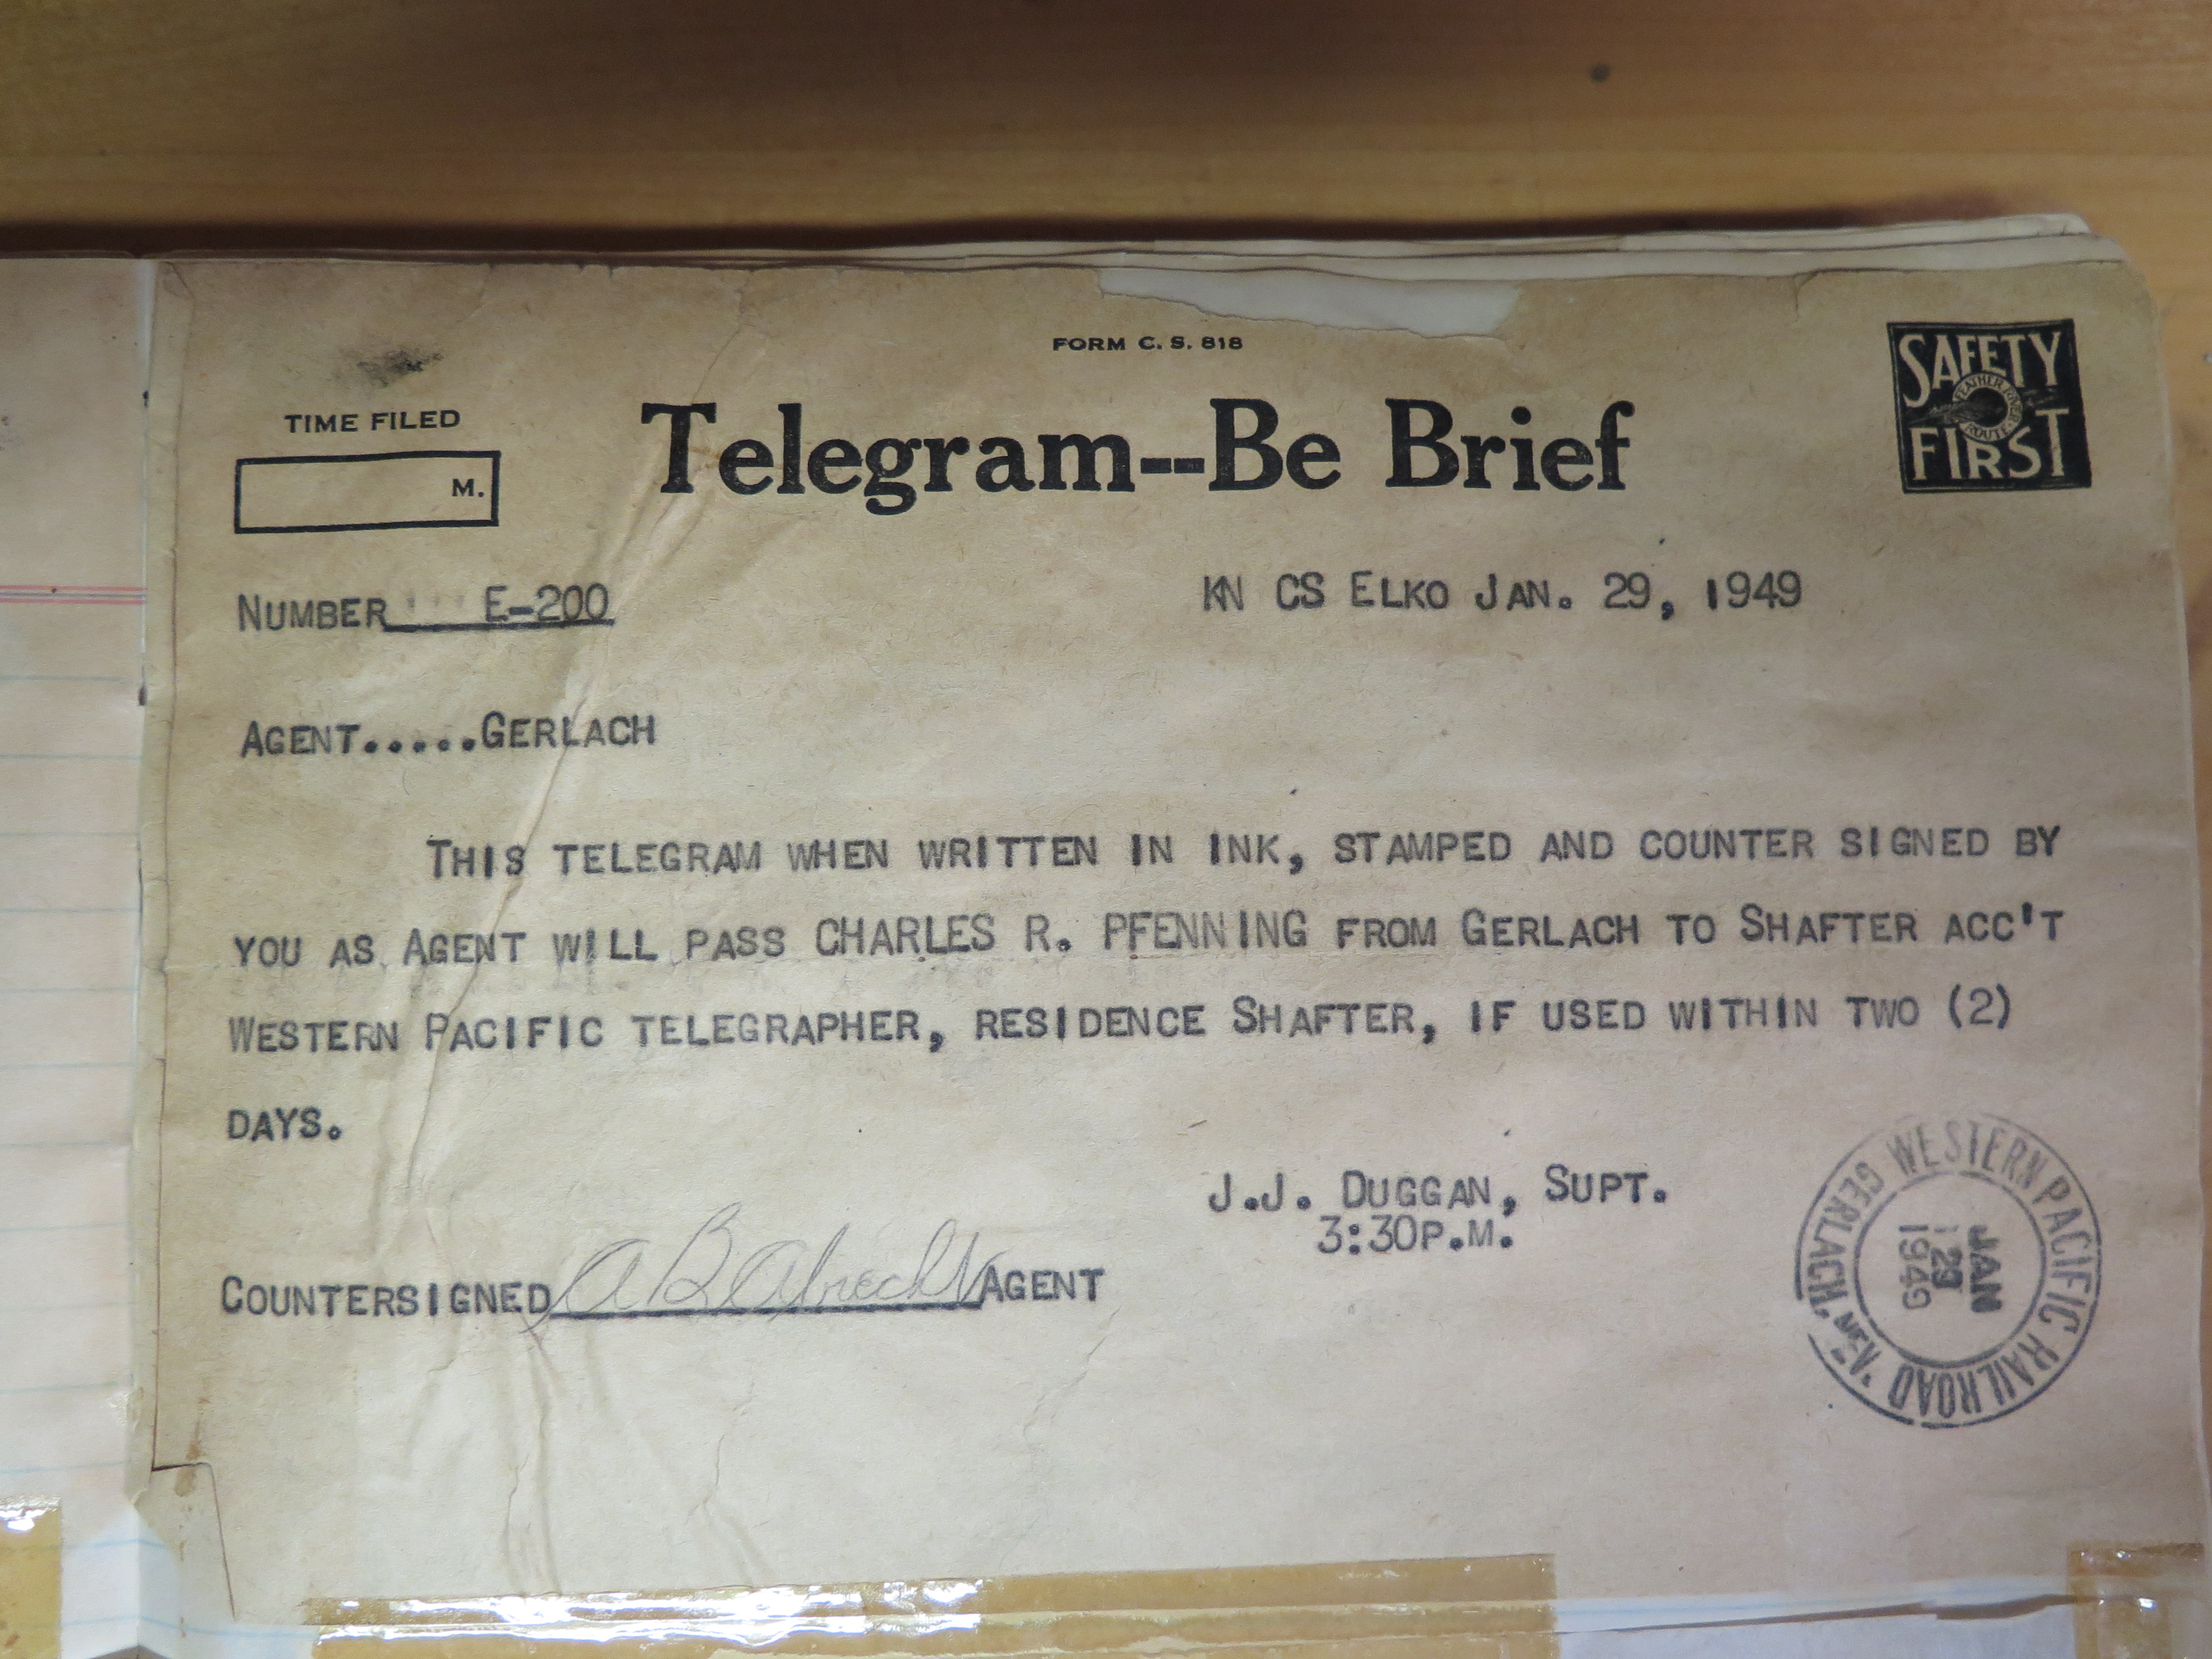 FORM C. S. 818
SAFETY
FEATHER RIVER
ROUTE
FIRST
TIME FILED
Telegram--Be Brief
M.
NUMBER E-200
KN CS ELKO JAN. 29, 1949
AGENT.....GERLACH
THIS TELEGRAM WHEN WRITTEN IN INK, STAMPED AND COUNTER SIGNED BY
YOU AS AGENT WILL PASS CHARLES R. PFENNING FROM GERLACH TO SHAFTER ACC'T
WESTERN PACIFIC TELEGRAPHER, RESIDENCE SHAFTER, IF USED WITHIN TWO (2)
DAYS.
J.J. DUGGAN, SUPT.
3:30P.M.
COUNTERSIGNED A B Albrecht AGENT
WESTERN PACIFIC RAILROAD
GERLACH, NEV.
JAN
29
1949